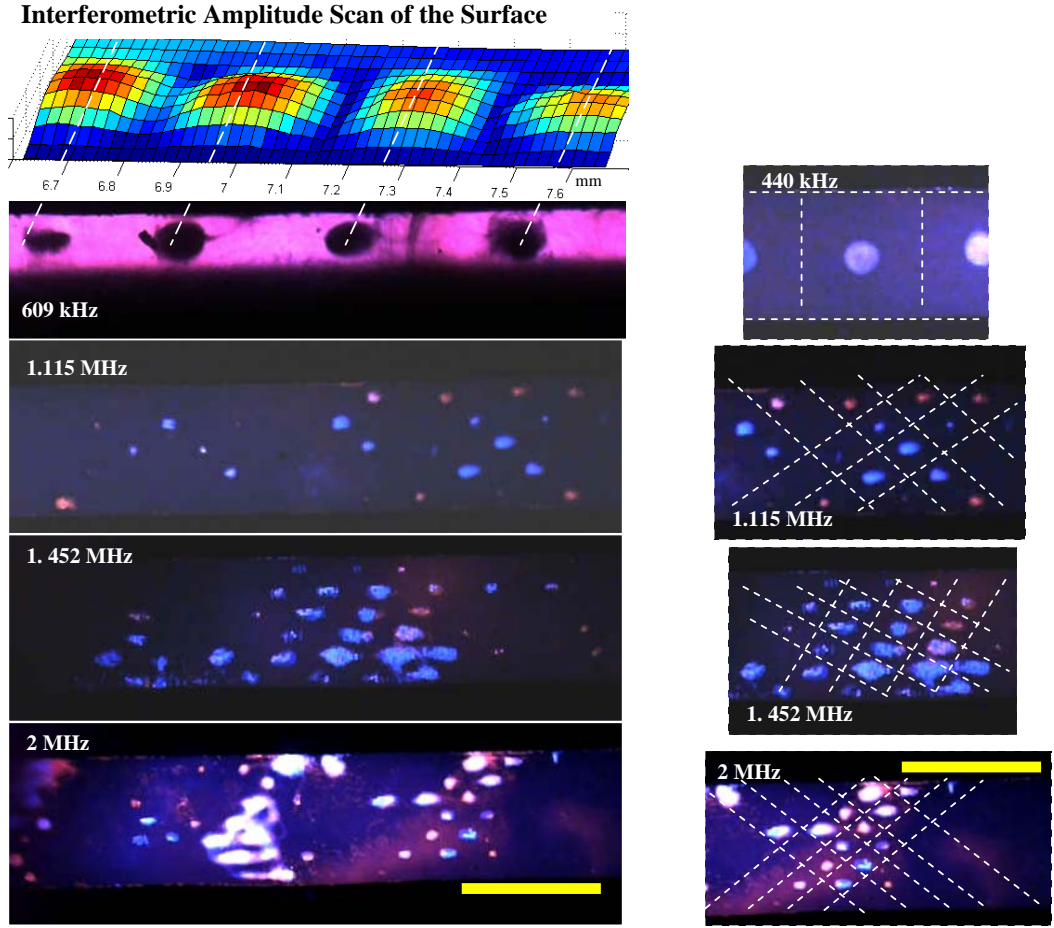 Interferometric Amplitude Scan of the Surface
6.7 6.8 6.9 7 7.1 7.2 7.3 7.4 7.5 7.6 mm
609 kHz
1.115 MHz
1. 452 MHz
2 MHz
440 kHz
1.115 MHz
1. 452 MHz
2 MHz